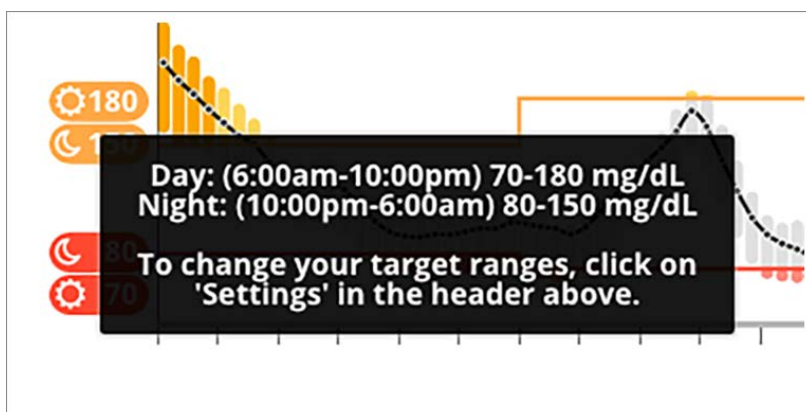 180
150
Day: (6:00am-10:00pm) 70-180 mg/dL
Night: (10:00pm-6:00am) 80-150 mg/dL
80
To change your target ranges, click on
'Settings' in the header above.
70